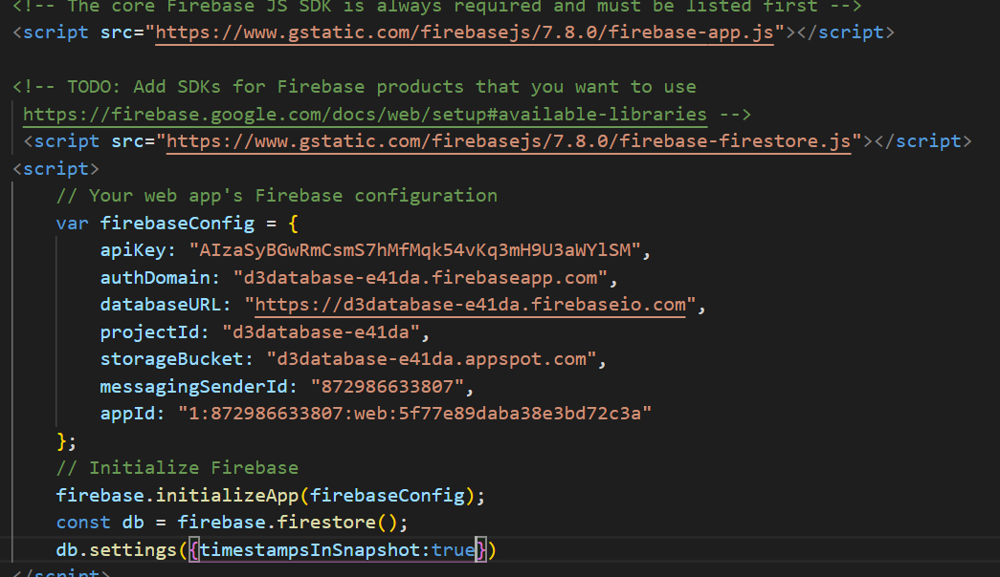 <!-- The core Firebase JS SDK is always required and must be listed first -->
<script src="https://www.gstatic.com/firebasejs/7.8.0/firebase-app.js"></script>
<!-- TODO: Add SDKs for Firebase products that you want to use
https://firebase.google.com/docs/web/setup#available-libraries -->
<script src="https://www.gstatic.com/firebasejs/7.8.0/firebase-firestore.js"></script>
<script>
// Your web app's Firebase configuration
var firebaseConfig = {
apiKey: "AIzaSyBGwRmCsmS7hMfMqk54vKq3mH9U3aWYlSM",
authDomain: "d3database-e41da.firebaseapp.com",
databaseURL: "https://d3database-e41da.firebaseio.com",
projectId: "d3database-e41da",
storageBucket: "d3database-e41da.appspot.com",
messagingSenderId: "872986633807",
appId: "1:872986633807:web:5f77e89daba38e3bd72c3a"
};
// Initialize Firebase
firebase.initializeApp(firebaseConfig);
const db = firebase.firestore();
db.settings({timestampsInSnapshot:true})
</script>